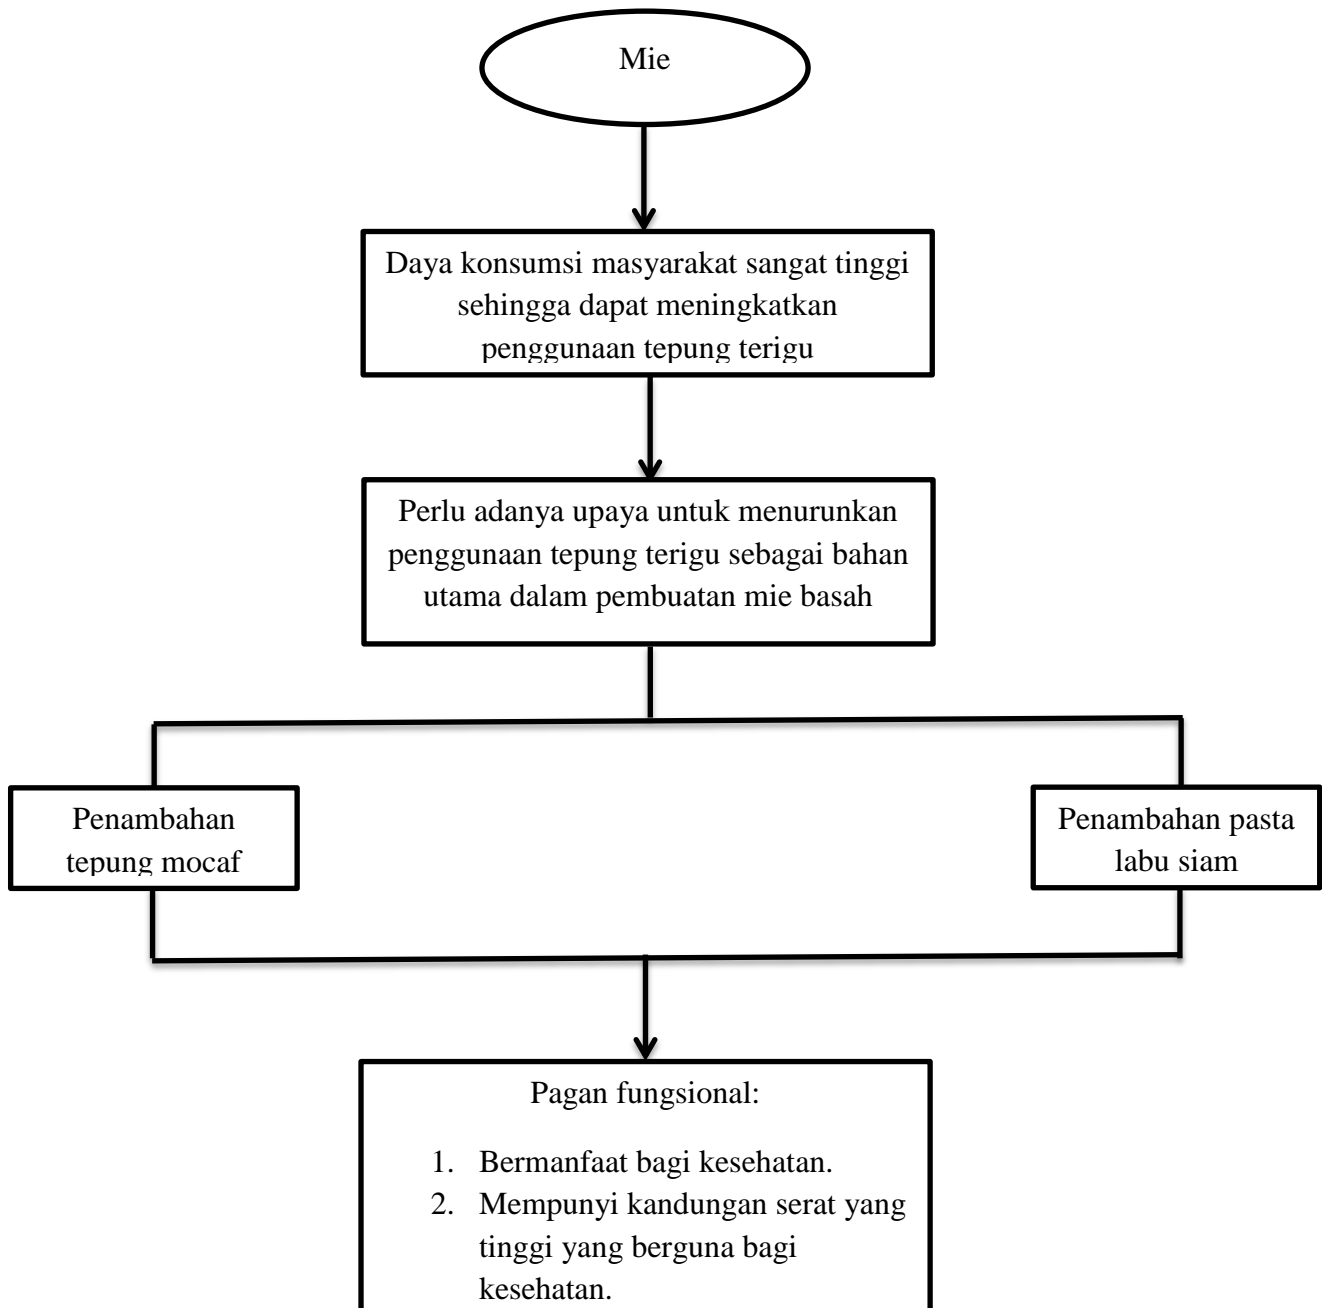 Mie
Daya konsumsi masyarakat sangat tinggi
sehingga dapat meningkatkan
penggunaan tepung terigu
Perlu adanya upaya untuk menurunkan
penggunaan tepung terigu sebagai bahan
utama dalam pembuatan mie basah
Penambahan
tepung mocaf
Penambahan pasta
labu siam
Pagan fungsional:
1. Bermanfaat bagi kesehatan.
2. Mempunyi kandungan serat yang
tinggi yang berguna bagi
kesehatan.